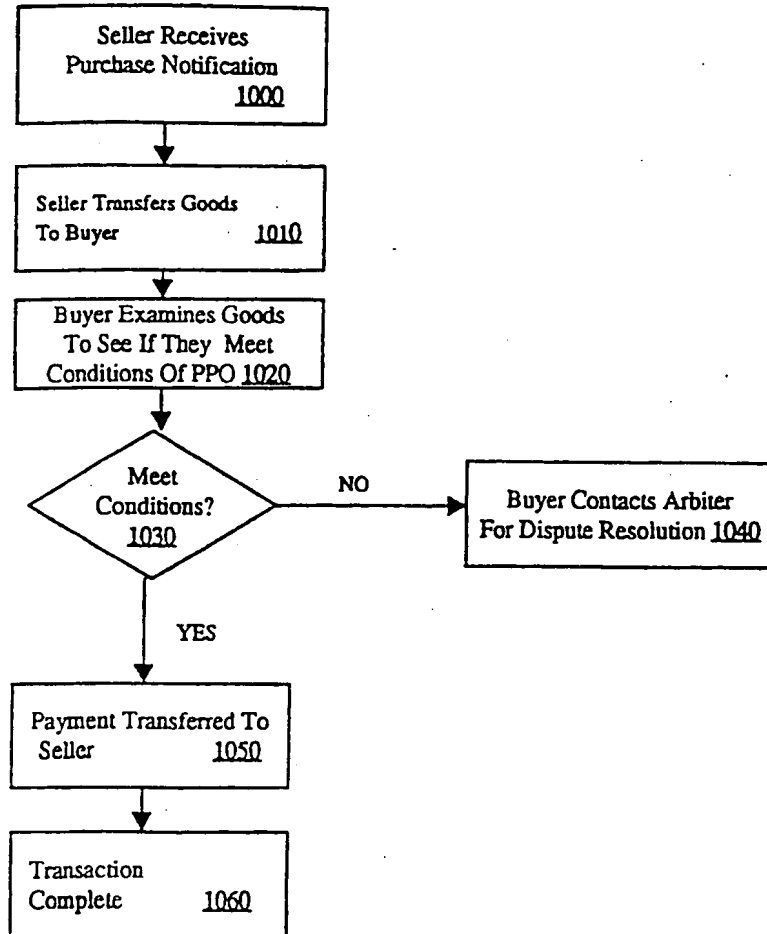 Seller Receives
Purchase Notification
1000
Seller Transfers Goods
To Buyer 1010
Buyer Examines Goods
To See If They Meet
Conditions Of PPO 1020
Meet
Conditions?
1030
NO
Buyer Contacts Arbiter
For Dispute Resolution 1040
YES
Payment Transferred To
Seller 1050
Transaction
Complete 1060